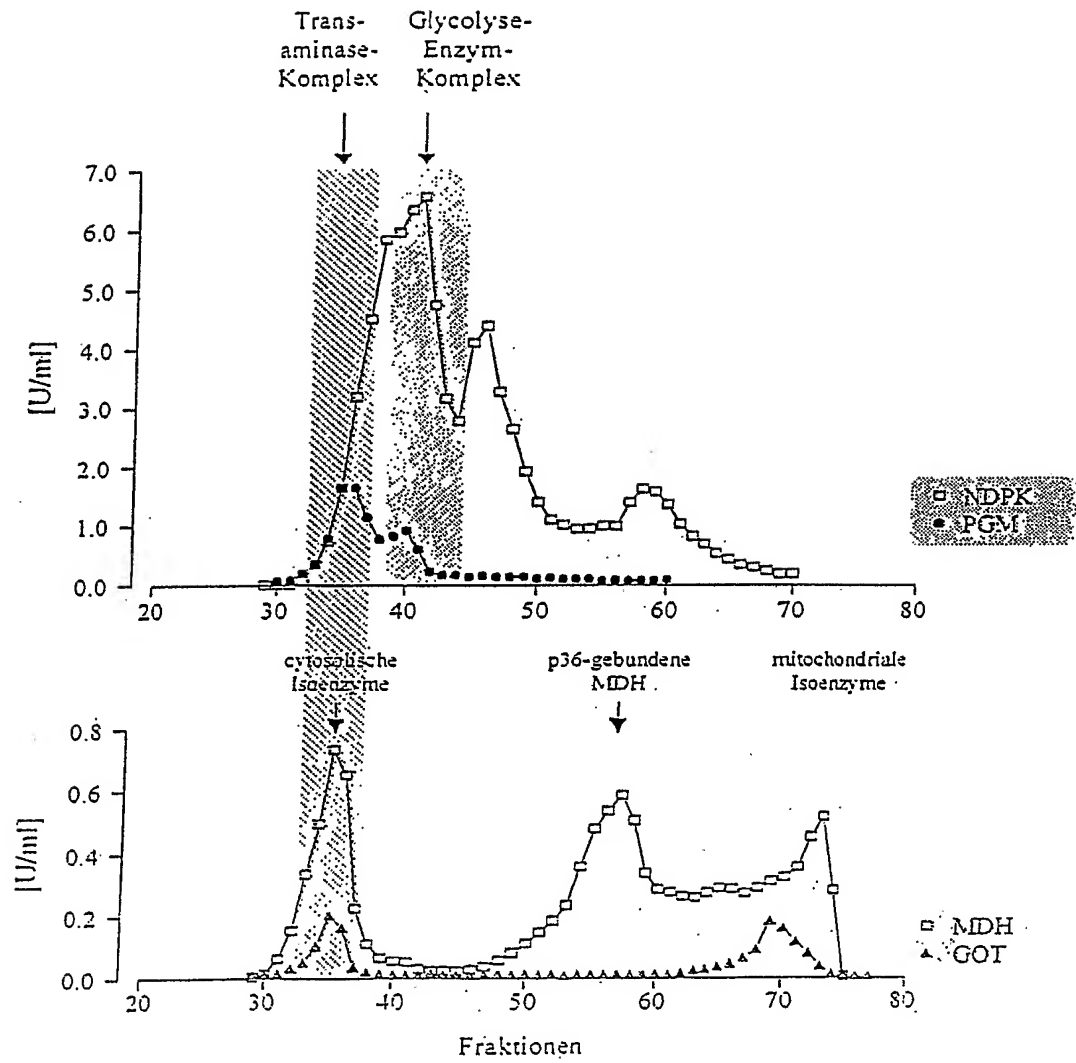 Trans-
aminase-
Komplex
Glycolyse-
Enzym-
Komplex
[U/ml]
7.0
6.0
5.0
4.0
3.0
2.0
1.0
0.0
20 30 40 50 60 70 80
NDPK
PGM
cytosolische
Isoenzyme
p36-gebundene
MDH
mitochondriale
Isoenzyme
[U/ml]
0.8
0.6
0.4
0.2
0.0
20 30 40 50 60 70 80
MDH
GOT
Fraktionen